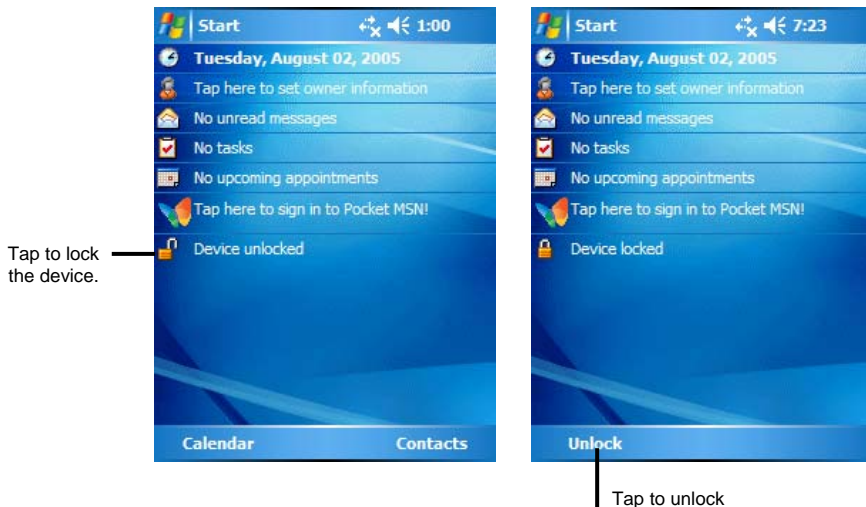 Start 1:00
Tuesday, August 02, 2005
Tap here to set owner information
No unread messages
No tasks
No upcoming appointments
Tap here to sign in to Pocket MSN!
Device unlocked
Calendar Contacts
Tap to lock
the device.
Start 7:23
Tuesday, August 02, 2005
Tap here to set owner information
No unread messages
No tasks
No upcoming appointments
Tap here to sign in to Pocket MSN!
Device locked
Unlock
Tap to unlock